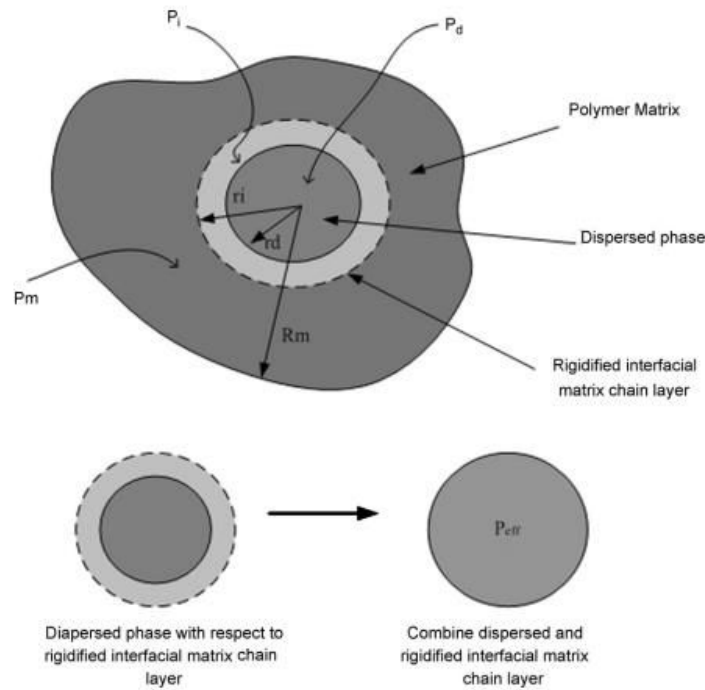 Pi
Pd
Polymer Matrix
ri
Dispersed phase
rd
Pm
Rm
Rigidified interfacial
matrix chain layer
Peff
Diapersed phase with respect to
rigidified interfacial matrix chain
layer
Combine dispersed and
rigidified interfacial matrix
chain layer